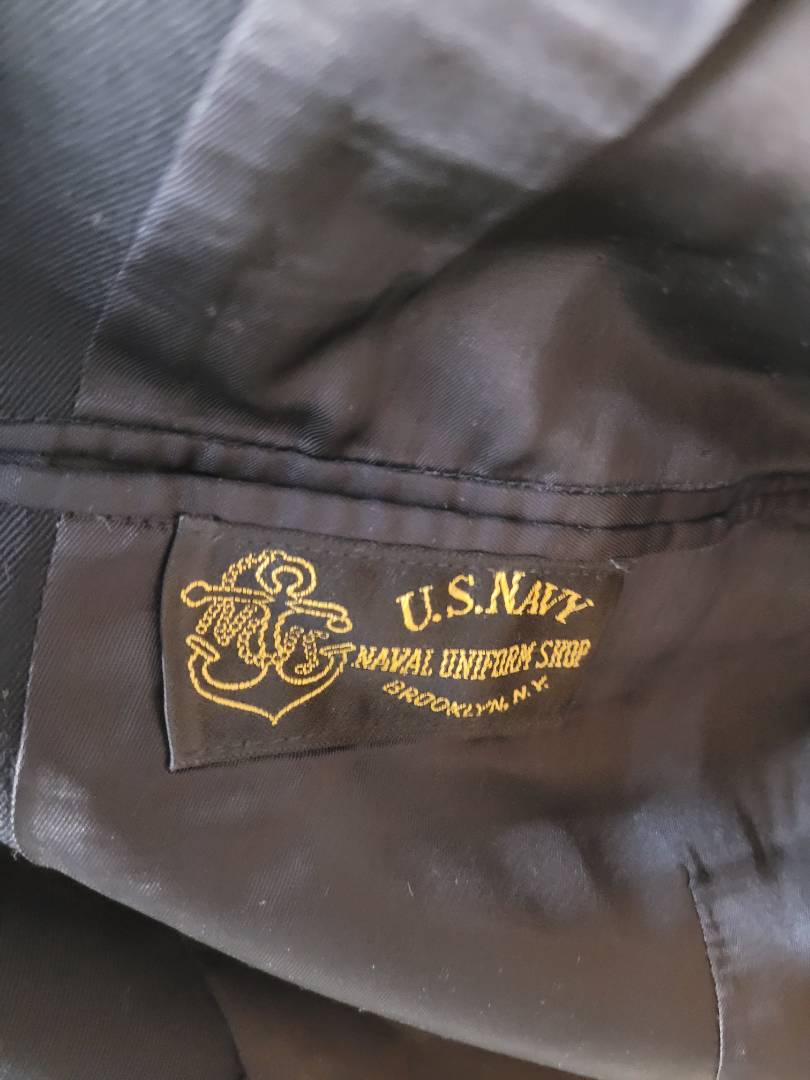 U.S. NAVY
NAVAL UNIFORM SHOP
BROOKLYN, N.Y.